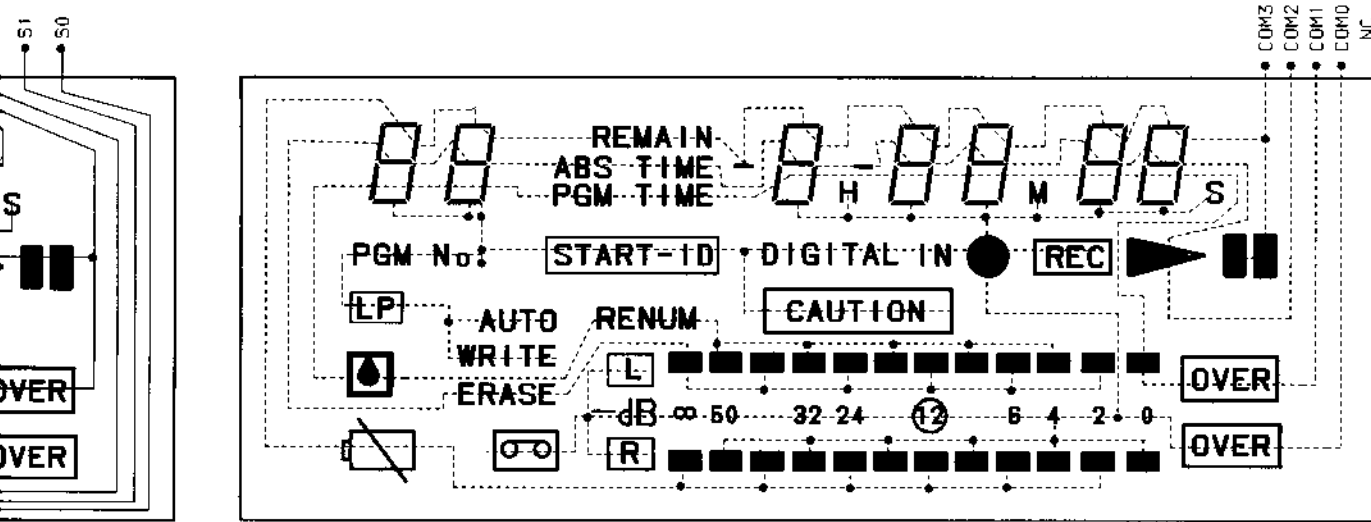 S1
S0
COM3
COM2
COM1
COM0
NC
REMAIN
ABS TIME
PGM TIME
H
M
S
S
PGM No
START-ID
DIGITAL IN
REC
LP
AUTO
RENUM
CAUTION
WRITE
L
ERASE
OVER
OVER
-dB ∞ 50 32 24 12 6 4 2 0
R
OVER
OVER